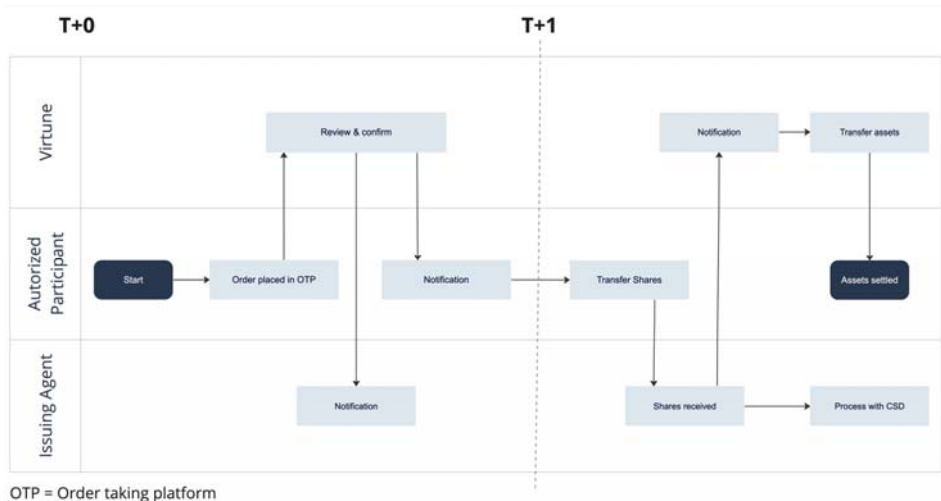 T+0
T+1
Virtune
Review & confirm
Notification
Transfer assets
Autorized
Participant
Start
Order placed in OTP
Notification
Transfer Shares
Assets settled
Issuing Agent
Notification
Shares received
Process with CSD
OTP = Order taking platform